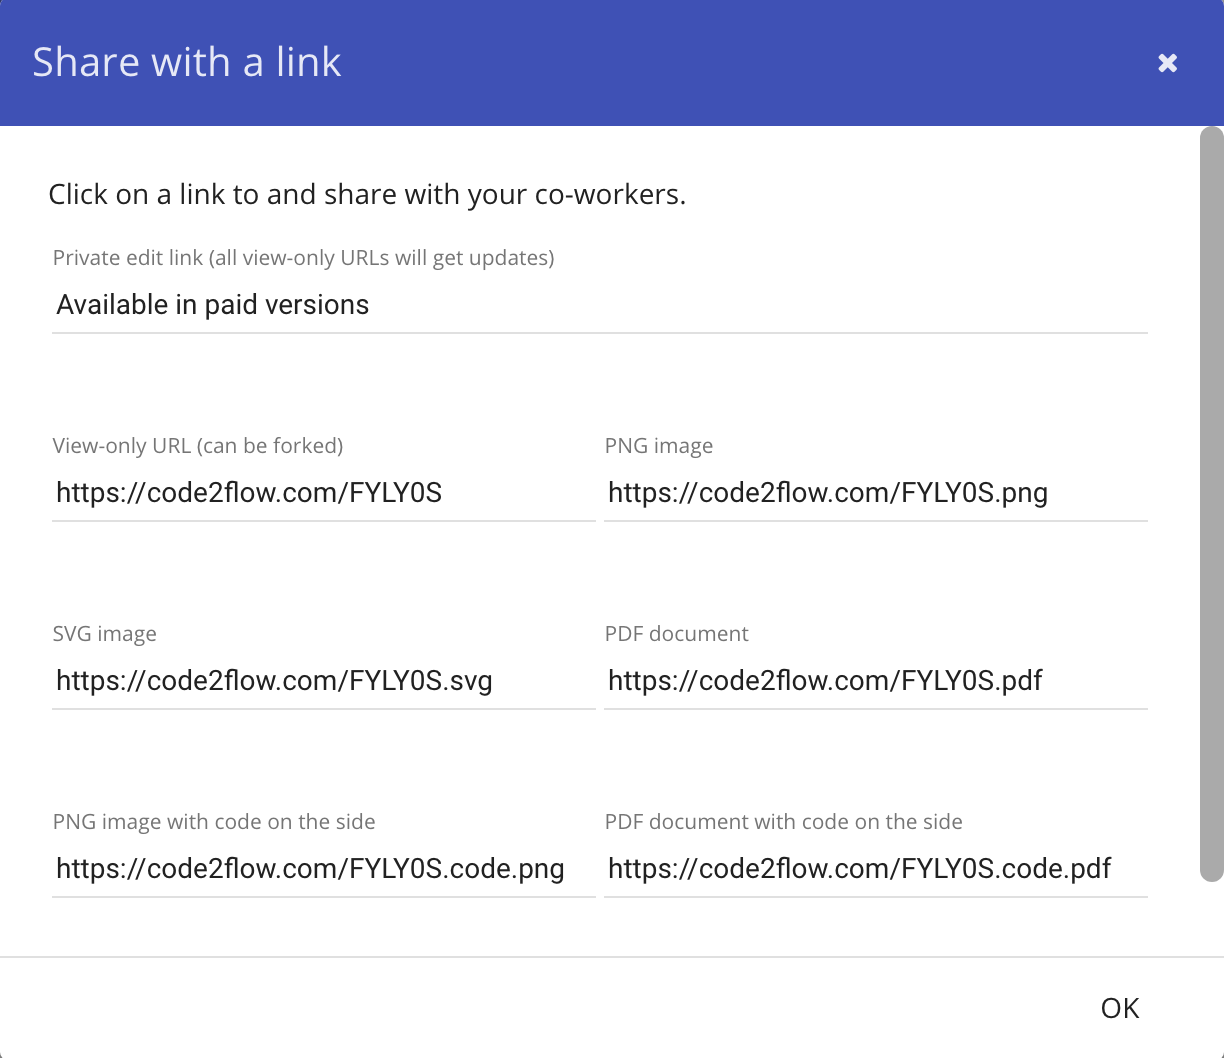 Share with a link
Click on a link to and share with your co-workers.
Private edit link (all view-only URLs will get updates)
Available in paid versions
View-only URL (can be forked)
https://code2flow.com/FYLY0S
PNG image
https://code2flow.com/FYLY0S.png
SVG image
https://code2flow.com/FYLY0S.svg
PDF document
https://code2flow.com/FYLY0S.pdf
PNG image with code on the side
https://code2flow.com/FYLY0S.code.png
PDF document with code on the side
https://code2flow.com/FYLY0S.code.pdf
OK